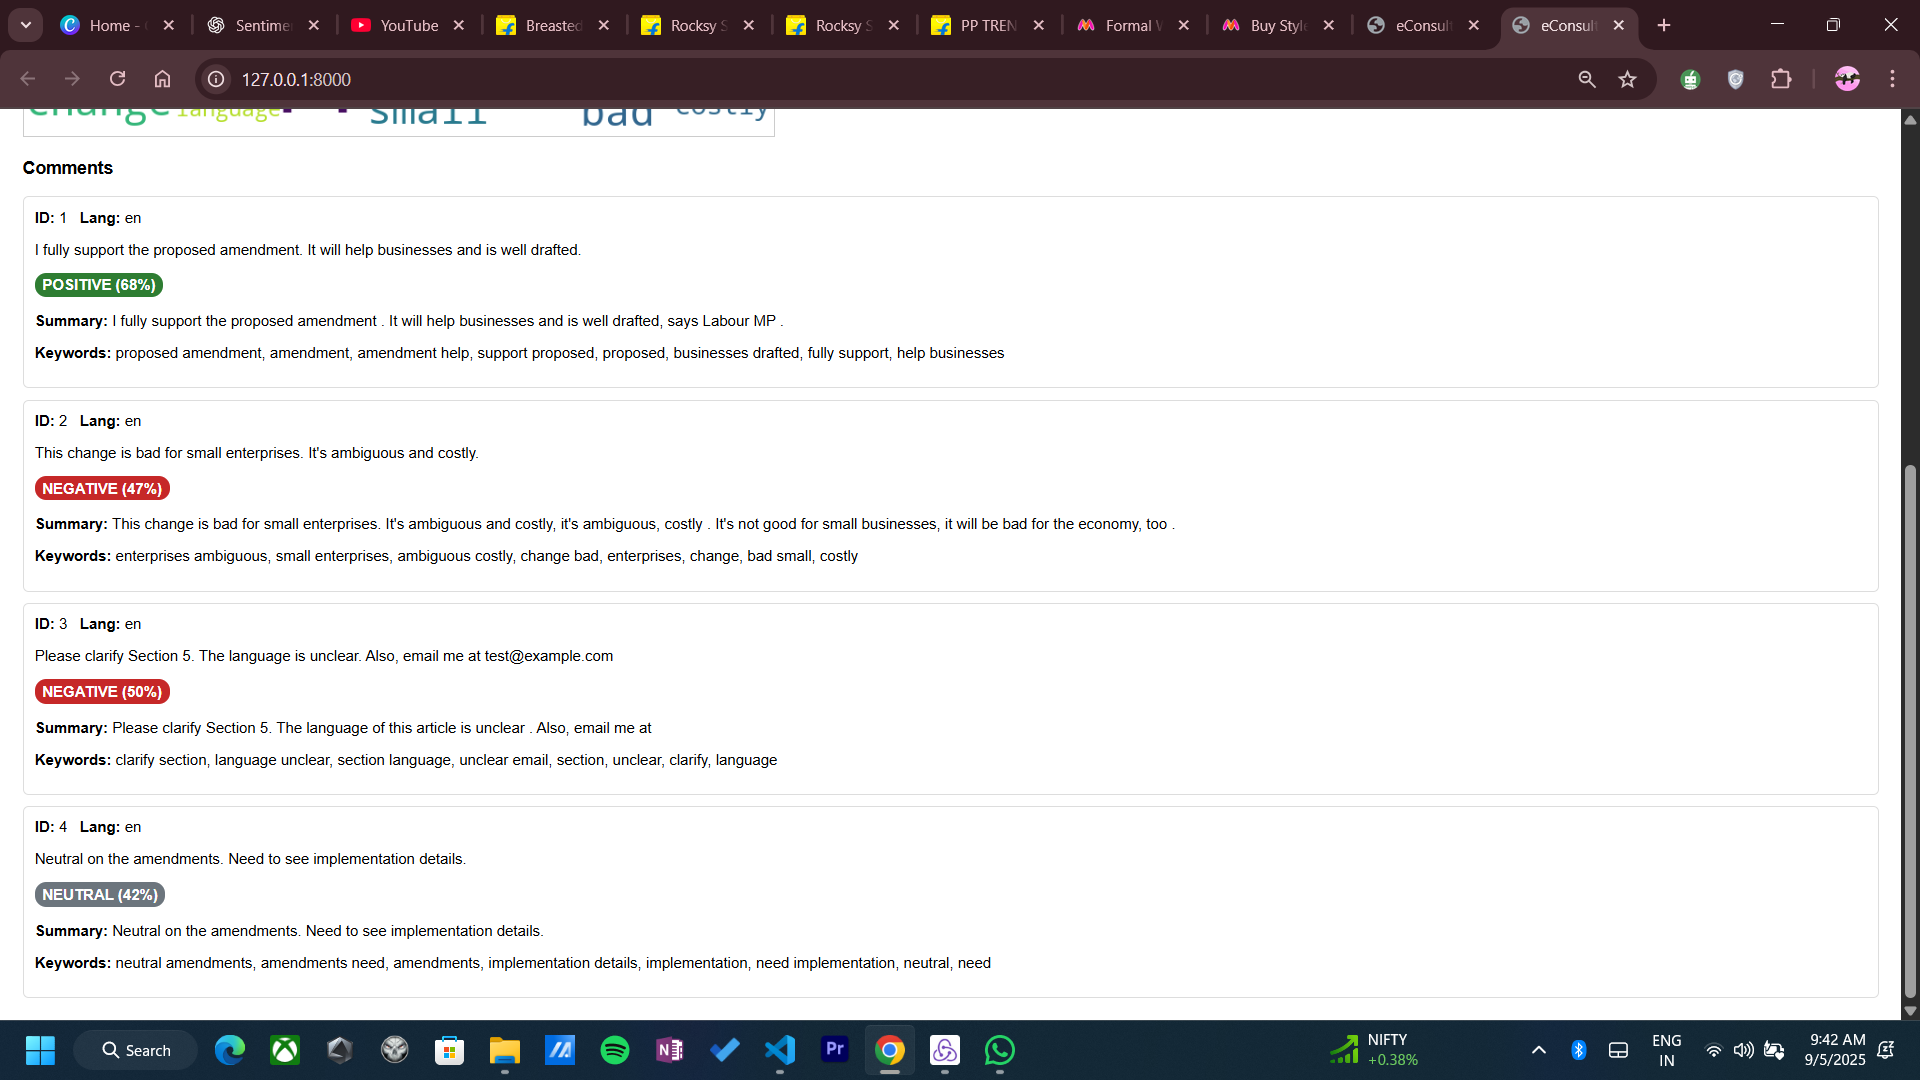 Home - 
Sentime
YouTube
Breasted
Rocksy S
Rocksy S
PP TREN
Formal
Buy Style
eConsult
eConsult
127.0.0.1:8000
change language small bad costly
Comments
ID: 1 Lang: en
I fully support the proposed amendment. It will help businesses and is well drafted.
POSITIVE (68%)
Summary: I fully support the proposed amendment . It will help businesses and is well drafted, says Labour MP .
Keywords: proposed amendment, amendment, amendment help, support proposed, proposed, businesses drafted, fully support, help businesses
ID: 2 Lang: en
This change is bad for small enterprises. It's ambiguous and costly.
NEGATIVE (47%)
Summary: This change is bad for small enterprises. It's ambiguous and costly, it's ambiguous, costly . It's not good for small businesses, it will be bad for the economy, too .
Keywords: enterprises ambiguous, small enterprises, ambiguous costly, change bad, enterprises, change, bad small, costly
ID: 3 Lang: en
Please clarify Section 5. The language is unclear. Also, email me at test@example.com
NEGATIVE (50%)
Summary: Please clarify Section 5. The language of this article is unclear . Also, email me at
Keywords: clarify section, language unclear, section language, unclear email, section, unclear, clarify, language
ID: 4 Lang: en
Neutral on the amendments. Need to see implementation details.
NEUTRAL (42%)
Summary: Neutral on the amendments. Need to see implementation details.
Keywords: neutral amendments, amendments need, amendments, implementation details, implementation, need implementation, neutral, need
Search
Pr
NIFTY
+0.38%
ENG
IN
9:42 AM
9/5/2025